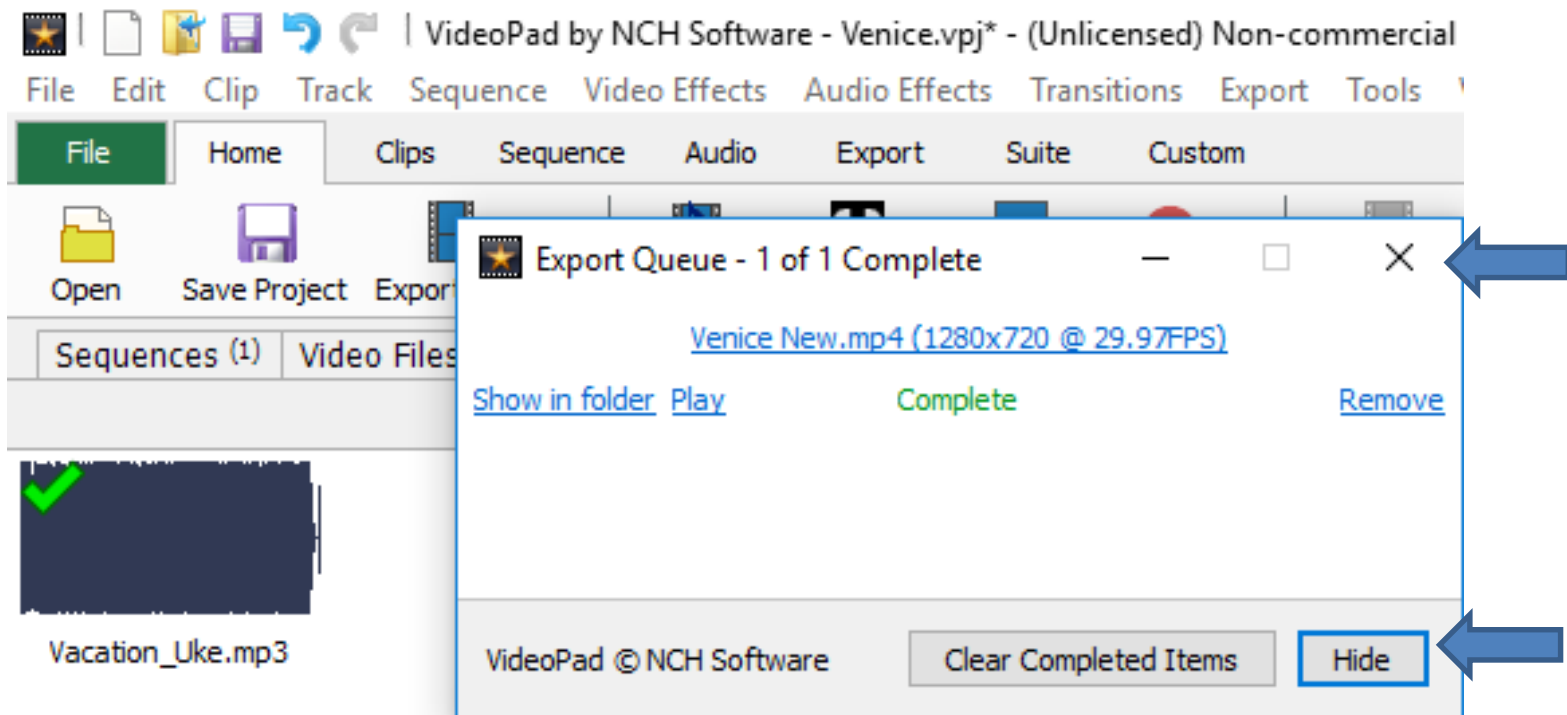 VideoPad by NCH Software - Venice.vpj* - (Unlicensed) Non-commercial
File Edit Clip Track Sequence Video Effects Audio Effects Transitions Export Tools
File Home Clips Sequence Audio Export Suite Custom
Open Save Project Export
Sequences (1) Video Files
Vacation_Uke.mp3
Export Queue - 1 of 1 Complete
Venice New.mp4 (1280x720 @ 29.97FPS)
Show in folder Play Complete Remove
VideoPad © NCH Software Clear Completed Items Hide